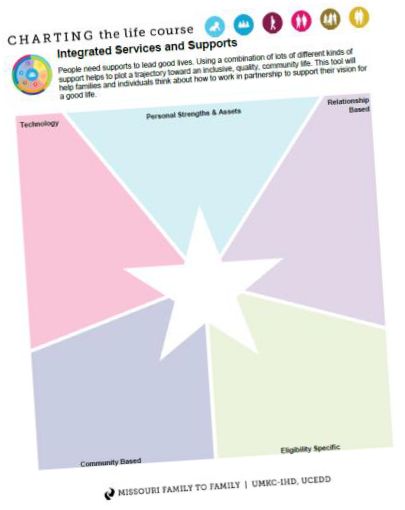 CHARTING the life course
Integrated Services and Supports
People need supports to lead good lives. Using a combination of lots of different kinds of
support helps to plot a trajectory toward an inclusive, quality, community life. This tool will
help families and individuals think about how to work in partnership to support their vision for
a good life.
Technology
Personal Strengths & Assets
Relationship
Based
Community Based
Eligibility Specific
MISSOURI FAMILY TO FAMILY | UMKC-IHD, UCEDD